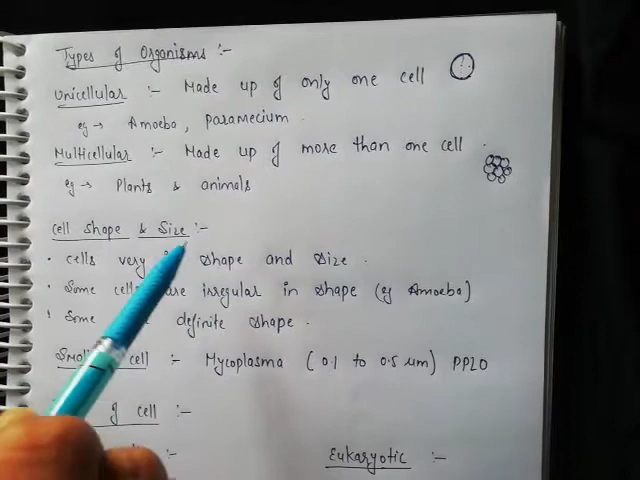 Types of Organisms :-
Unicellular :- Made up of only one cell
eg → Amoeba, paramecium
Multicellular :- Made up of more than one cell.
eg → Plants & animals
Cell shape & Size :-
• Cells very shape and size.
• Some cells are irregular in shape (eg Amoeba)
• Some definite shape.
cell :- Mycoplasma (0.1 to 0.5 um) PPLO
of cell :-
:-
Eukaryotic :-